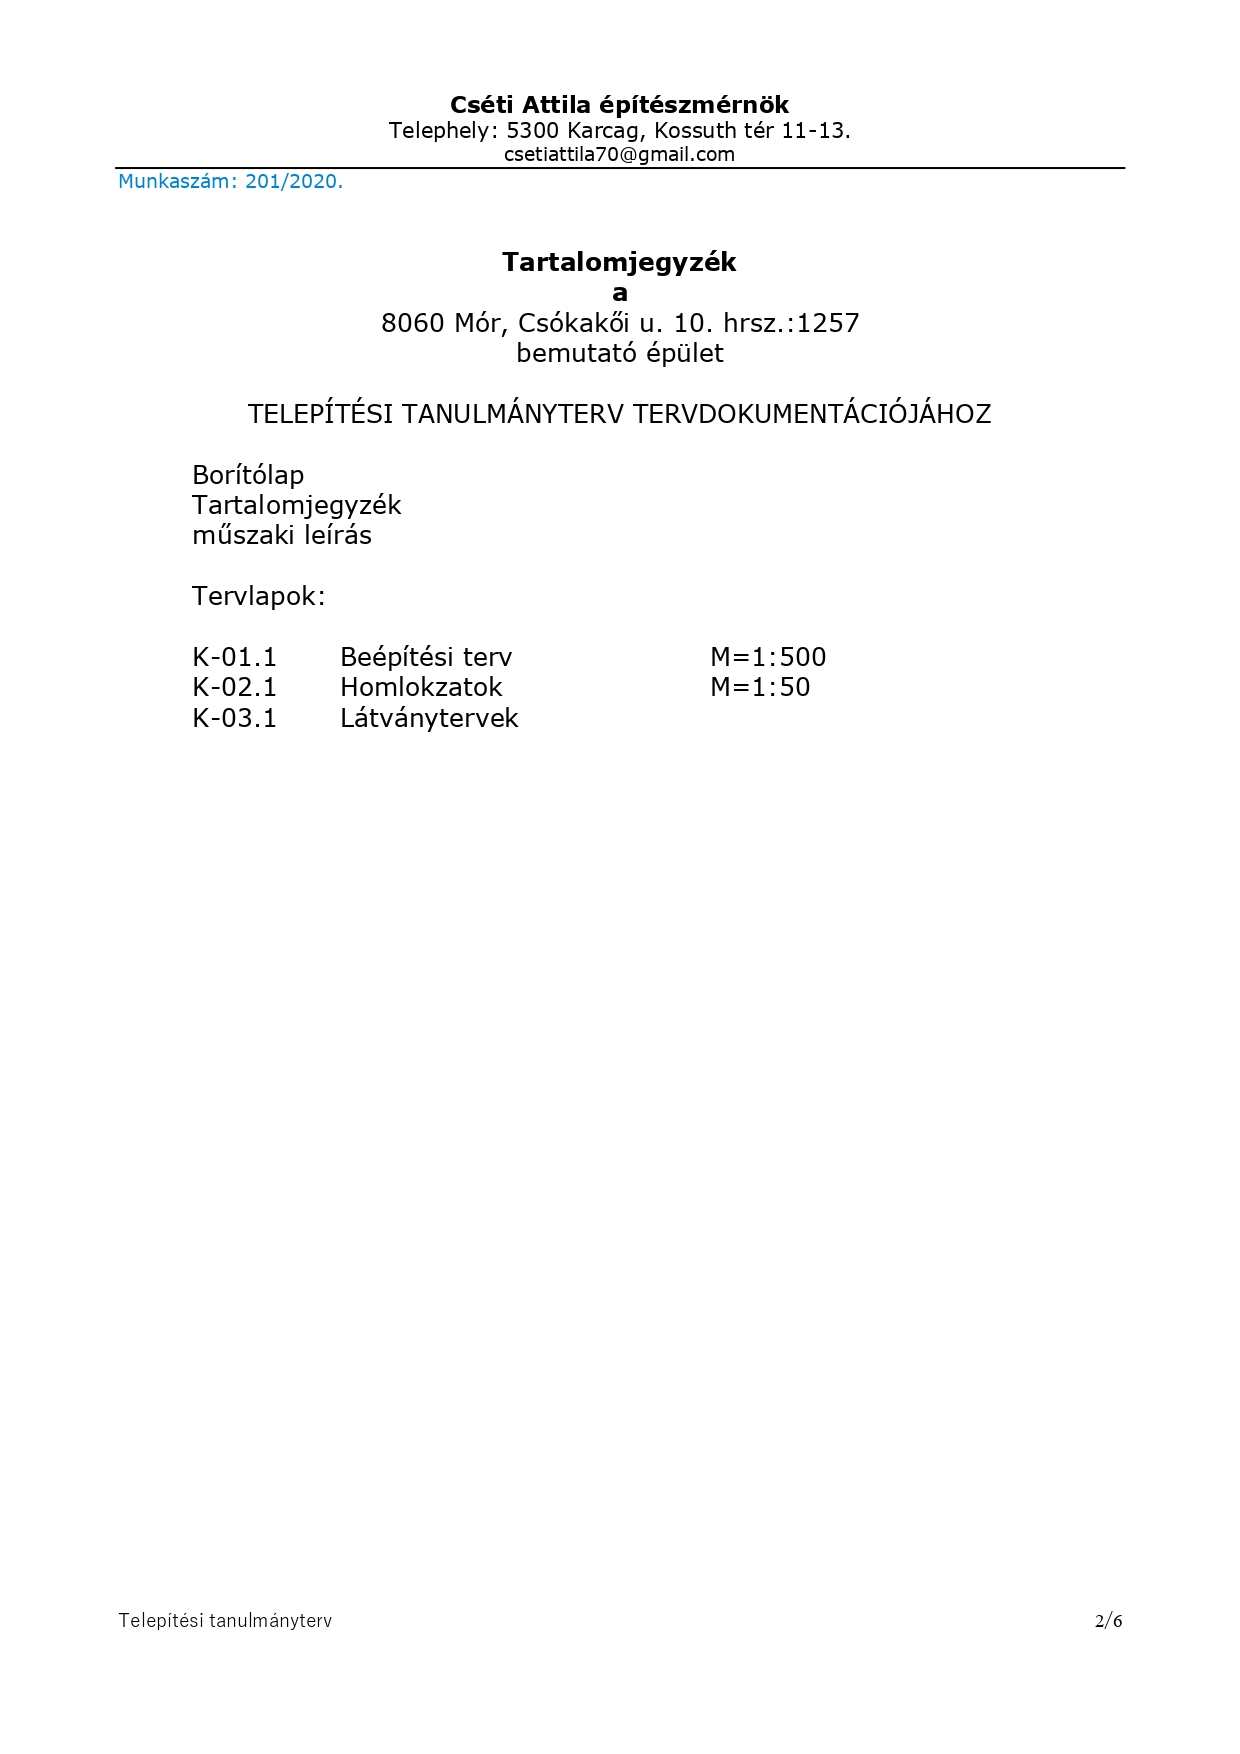 Cséti Attila építészmérnök
Telephely: 5300 Karcag, Kossuth tér 11-13.
csetiattila70@gmail.com
Munkaszám: 201/2020.
Tartalomjegyzék
a
8060 Mór, Csókakői u. 10. hrsz.:1257
bemutató épület
TELEPÍTÉSI TANULMÁNYTERV TERVDOKUMENTÁCIÓJÁHOZ
Borítólap
Tartalomjegyzék
műszaki leírás
Tervlapok:
K-01.1 Beépítési terv M=1:500
K-02.1 Homlokzatok M=1:50
K-03.1 Látványtervek
Telepítési tanulmányterv 2/6